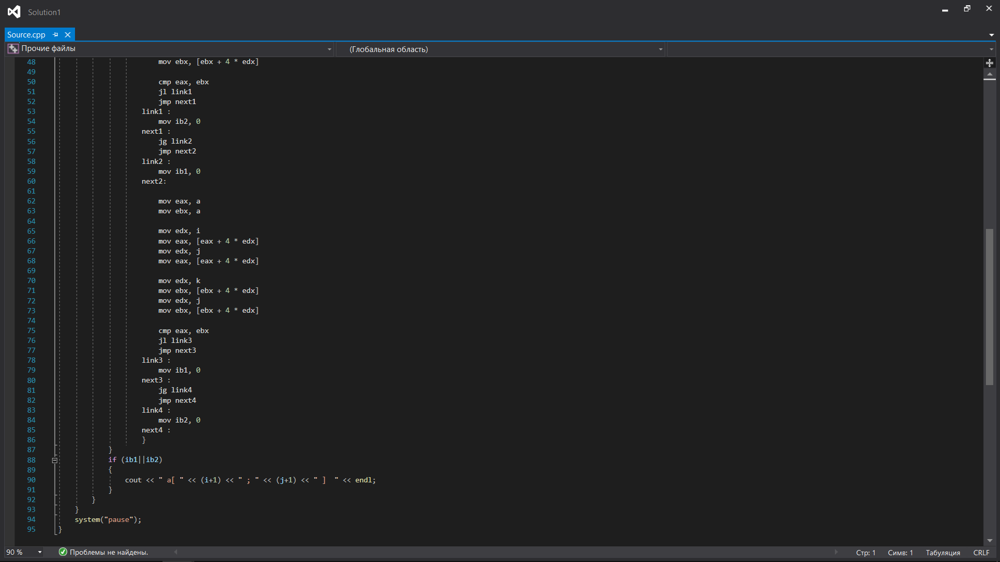 Solution1
Source.cpp
Прочие файлы
(Глобальная область)
48 mov ebx, [ebx + 4 * edx]
49
50 cmp eax, ebx
51 jl link1
52 jmp next1
53 link1 :
54 mov ib2, 0
55 next1 :
56 jg link2
57 jmp next2
58 link2 :
59 mov ib1, 0
60 next2:
61
62 mov eax, a
63 mov ebx, a
64
65 mov edx, i
66 mov eax, [eax + 4 * edx]
67 mov edx, j
68 mov eax, [eax + 4 * edx]
69
70 mov edx, k
71 mov ebx, [ebx + 4 * edx]
72 mov edx, j
73 mov ebx, [ebx + 4 * edx]
74
75 cmp eax, ebx
76 jl link3
77 jmp next3
78 link3 :
79 mov ib1, 0
80 next3 :
81 jg link4
82 jmp next4
83 link4 :
84 mov ib2, 0
85 next4 :
86 }
87 }
88 if (ib1||ib2)
89 {
90 cout << " a[ " << (i+1) << " ; " << (j+1) << " ]  " << endl;
91 }
92 }
93 }
94 system("pause");
95 }
90 % Проблемы не найдены. Стр: 1 Симв: 1 Табуляция CRLF